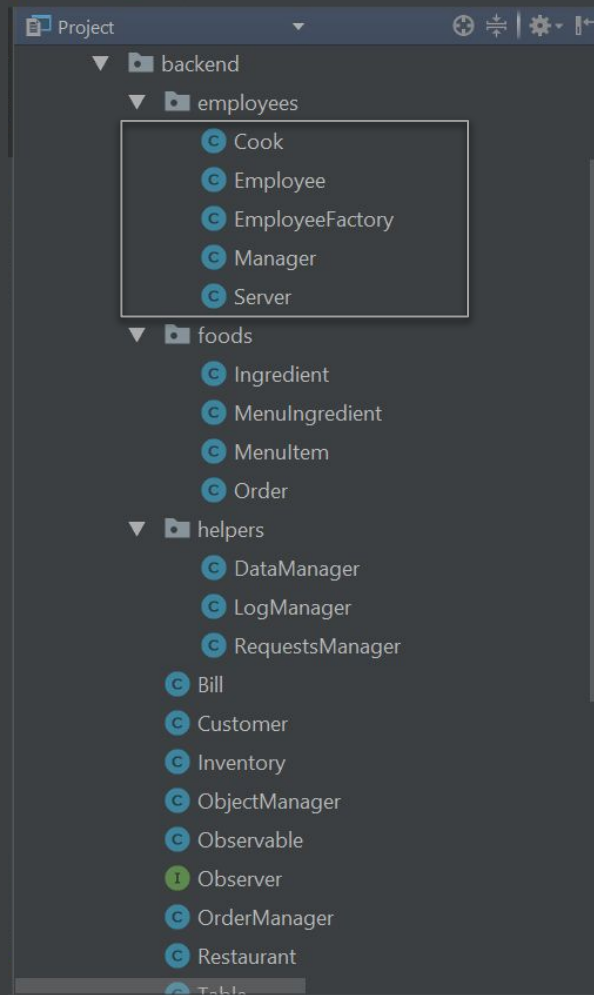 Project
backend
employees
C Cook
C Employee
C EmployeeFactory
C Manager
C Server
foods
C Ingredient
C MenuIngredient
C MenuItem
C Order
helpers
C DataManager
C LogManager
C RequestsManager
C Bill
C Customer
C Inventory
C ObjectManager
C Observable
I Observer
C OrderManager
C Restaurant
C Table